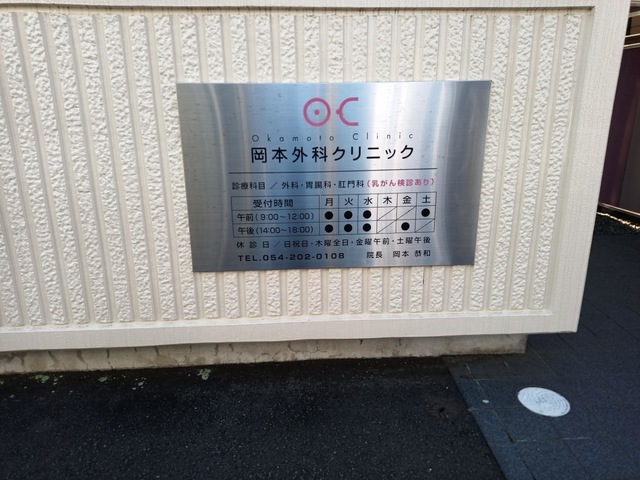 OC
Okamoto Clinic
岡本外科クリニック
診療科目／外科・胃腸科・肛門科(乳がん検診あり)
受付時間 月 火 水 木 金 土
午前(9:00～12:00) ● ● ● ／ ／ ●
午後(14:00～18:00) ● ● ● ／ ● ／
休診日／日祝日・木曜全日・金曜午前・土曜午後
TEL.054-202-0108 院長 岡本 恭和